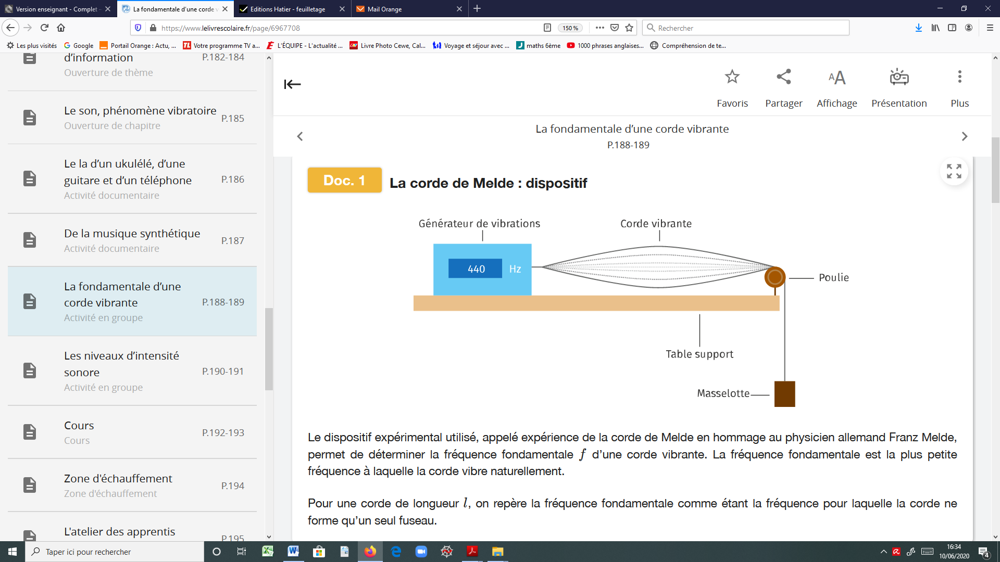 Version enseignant - Complet -
La fondamentale d'une corde v
Editions Hatier - feuilletage
Mail Orange
https://www.lelivrescolaire.fr/page/6967708
150 %
Rechercher
Les plus visités
Google
Portail Orange : Actu, ...
Votre programme TV a...
L'ÉQUIPE - L'actualité ...
Livre Photo Cewe, Cal...
Voyage et séjour avec ...
maths 6ème
1000 phrases anglaises...
Compréhension de te...
d'information
P.182-184
Ouverture de thème
Le son, phénomène vibratoire
P.185
Ouverture de chapitre
Le la d'un ukulélé, d'une
guitare et d'un téléphone
P.186
Activité documentaire
De la musique synthétique
P.187
Activité documentaire
La fondamentale d'une
corde vibrante
P.188-189
Activité en groupe
Les niveaux d'intensité
sonore
P.190-191
Activité en groupe
Cours
P.192-193
Cours
Zone d'échauffement
P.194
Zone d'échauffement
L'atelier des apprentis
P.195
Favoris
Partager
AA
Affichage
Présentation
Plus
La fondamentale d'une corde vibrante
P.188-189
Doc. 1
La corde de Melde : dispositif
Générateur de vibrations
Corde vibrante
440
Hz
Poulie
Table support
Masselotte
Le dispositif expérimental utilisé, appelé expérience de la corde de Melde en hommage au physicien allemand Franz Melde,
permet de déterminer la fréquence fondamentale f d'une corde vibrante. La fréquence fondamentale est la plus petite
fréquence à laquelle la corde vibre naturellement.
Pour une corde de longueur l, on repère la fréquence fondamentale comme étant la fréquence pour laquelle la corde ne
forme qu'un seul fuseau.
Taper ici pour rechercher
16:34
10/06/2020
4